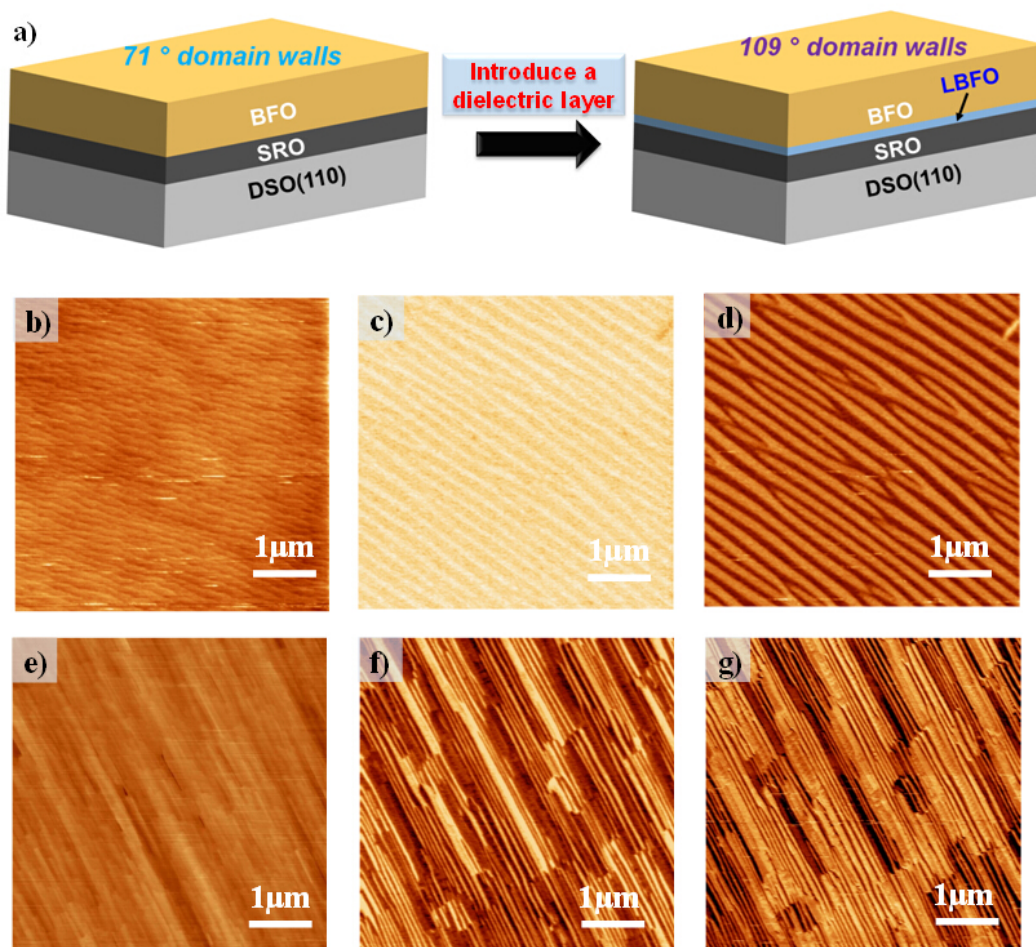 a)
71 ° domain walls
BFO
SRO
DSO(110)
Introduce a
dielectric layer
109 ° domain walls
LBFO
BFO
SRO
DSO(110)
b)
1μm
c)
1μm
d)
1μm
e)
1μm
f)
1μm
g)
1μm